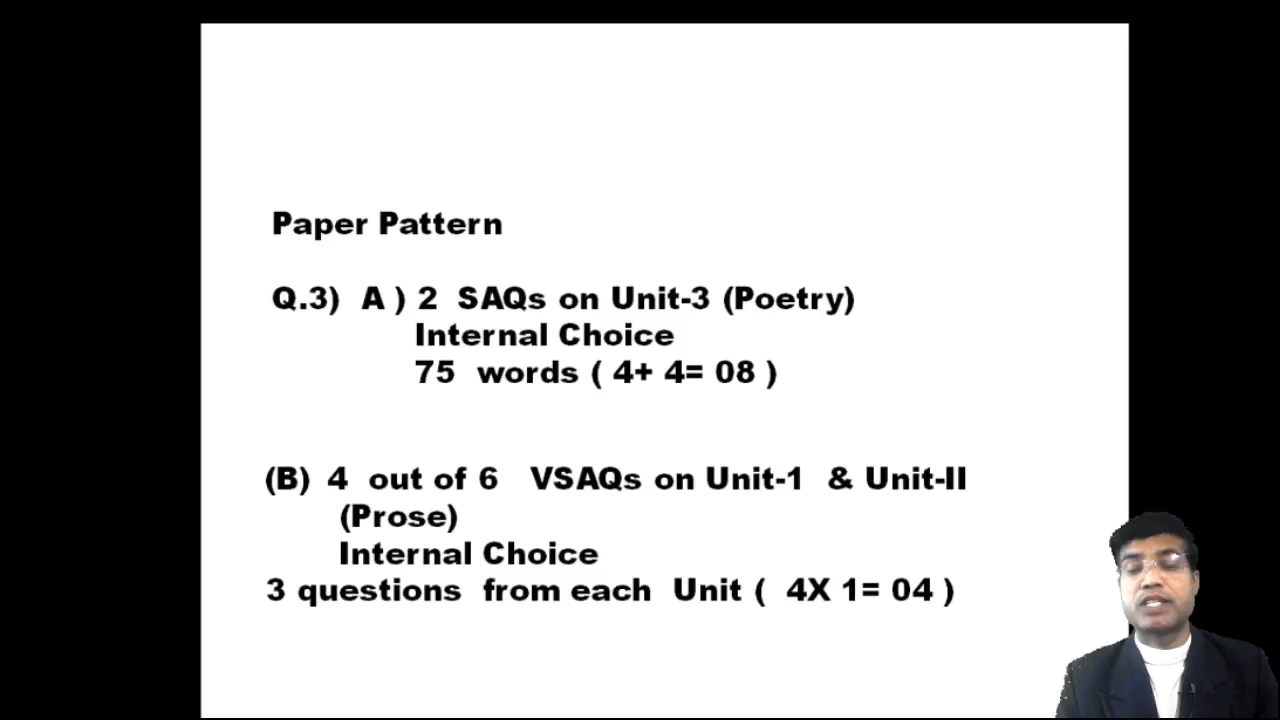 Paper Pattern
Q.3) A ) 2 SAQs on Unit-3 (Poetry)
Internal Choice
75 words ( 4+ 4= 08 )
(B) 4 out of 6 VSAQs on Unit-1 & Unit-II
(Prose)
Internal Choice
3 questions from each Unit ( 4X 1= 04 )